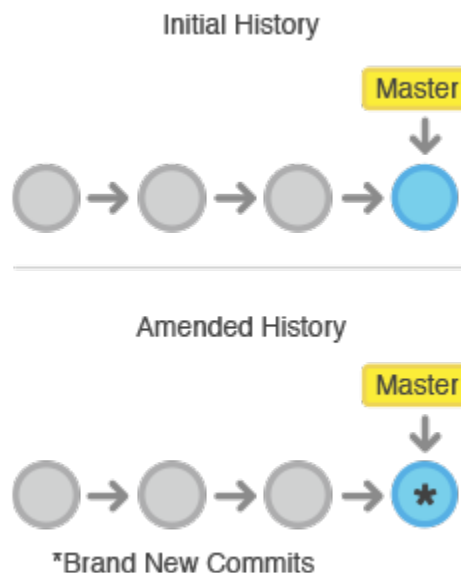 Initial History
Master
Amended History
Master
*
*Brand New Commits